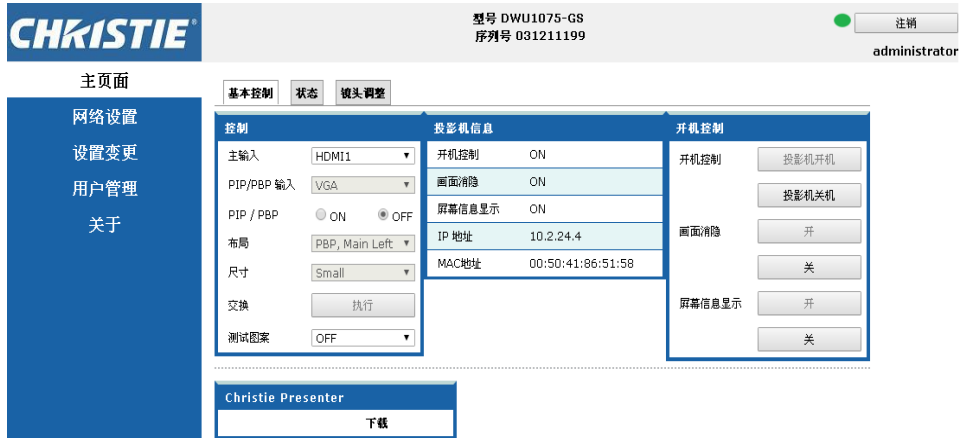 CHRISTIE
型号 DWU1075-GS
序列号 031211199
注销
administrator
主页面
网络设置
设置变更
用户管理
关于
基本控制 状态 镜头调整
控制
主输入 HDMI1
PIP/PBP 输入 VGA
PIP / PBP ON OFF
布局 PBP, Main Left
尺寸 Small
交换 执行
测试图案 OFF
投影机信息
开机控制 ON
画面消隐 ON
屏幕信息显示 ON
IP 地址 10.2.24.4
MAC地址 00:50:41:86:51:58
开机控制
开机控制 投影机开机
投影机关机
画面消隐 开
关
屏幕信息显示 开
关
Christie Presenter
下载